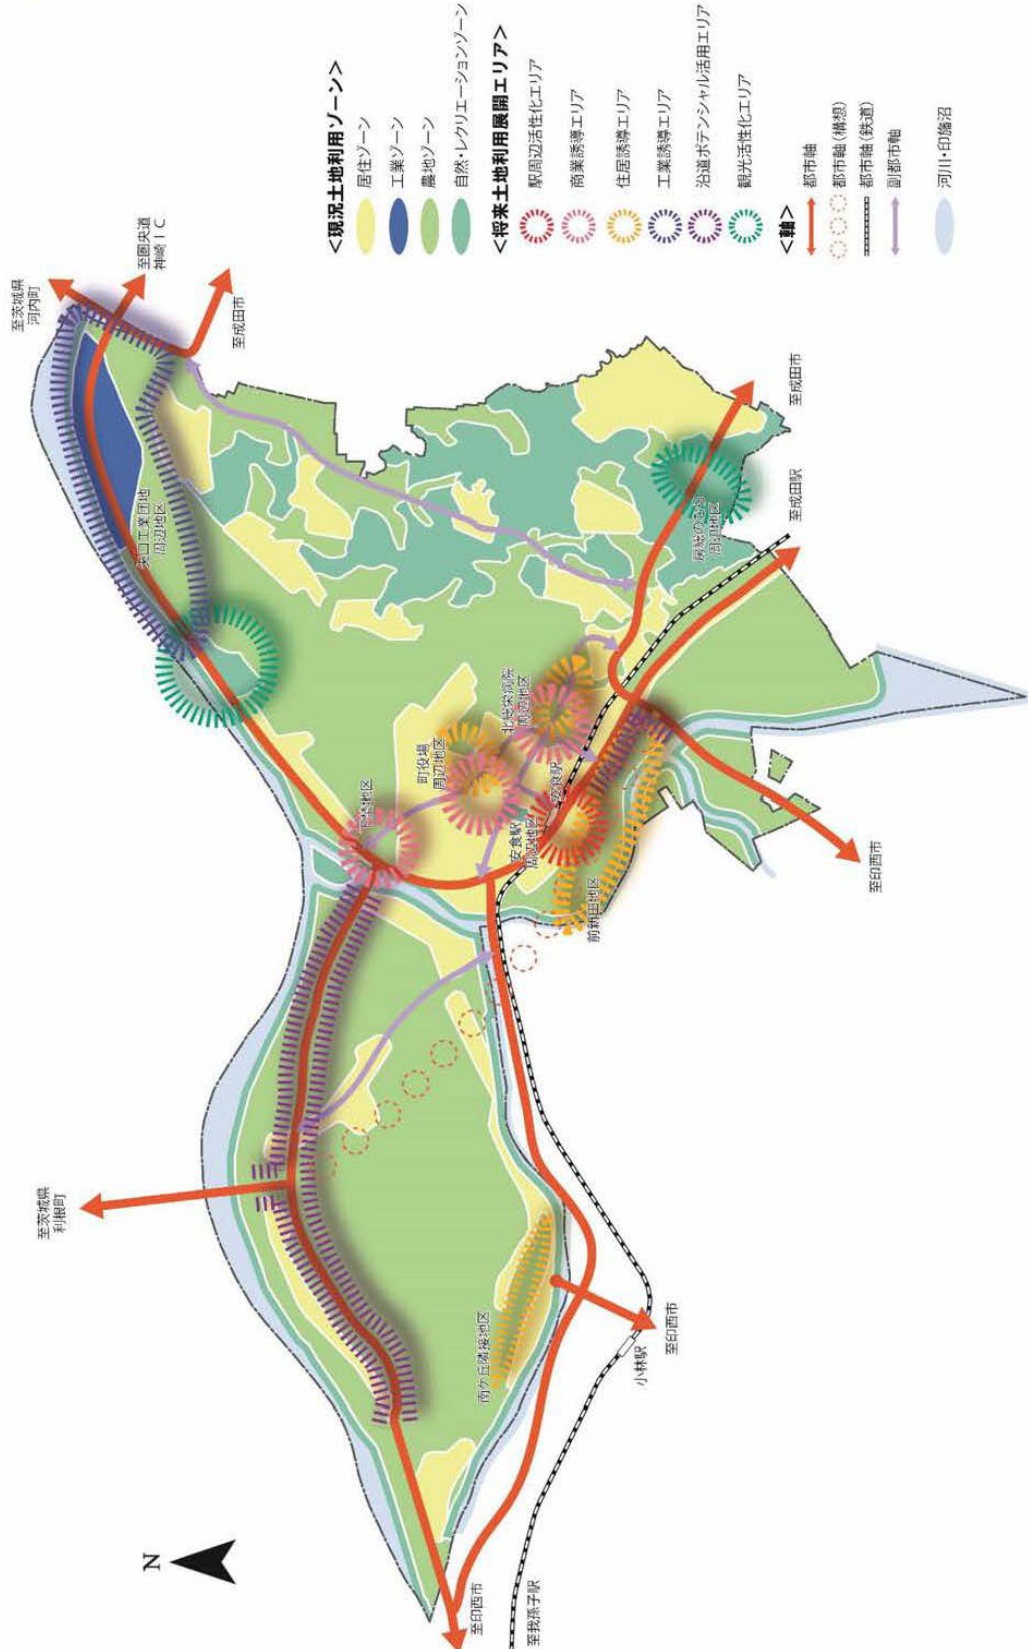 <現況土地利用ゾーン>
居住ゾーン
工業ゾーン
農地ゾーン
自然・レクリエーションゾーン
<将来土地利用展開エリア>
駅周辺活性化エリア
商業誘導エリア
住居誘導エリア
工業誘導エリア
沿道ポテンシャル活用エリア
観光活性化エリア
<軸>
都市軸
都市軸(構想)
都市軸(鉄道)
副都市軸
河川・印旛沼
N
至茨城県
利根町
至茨城県
河内町
至圏央道
神崎IC
至成田市
矢口工業団地
周辺地区
町役場
周辺地区
北総栄病院
周辺地区
安食駅
周辺地区
安食駅
前新田地区
房総のむら
周辺地区
至成田市
至成田駅
至印西市
南ケ丘隣接地区
小林駅
至印西市
至印西市
至我孫子駅